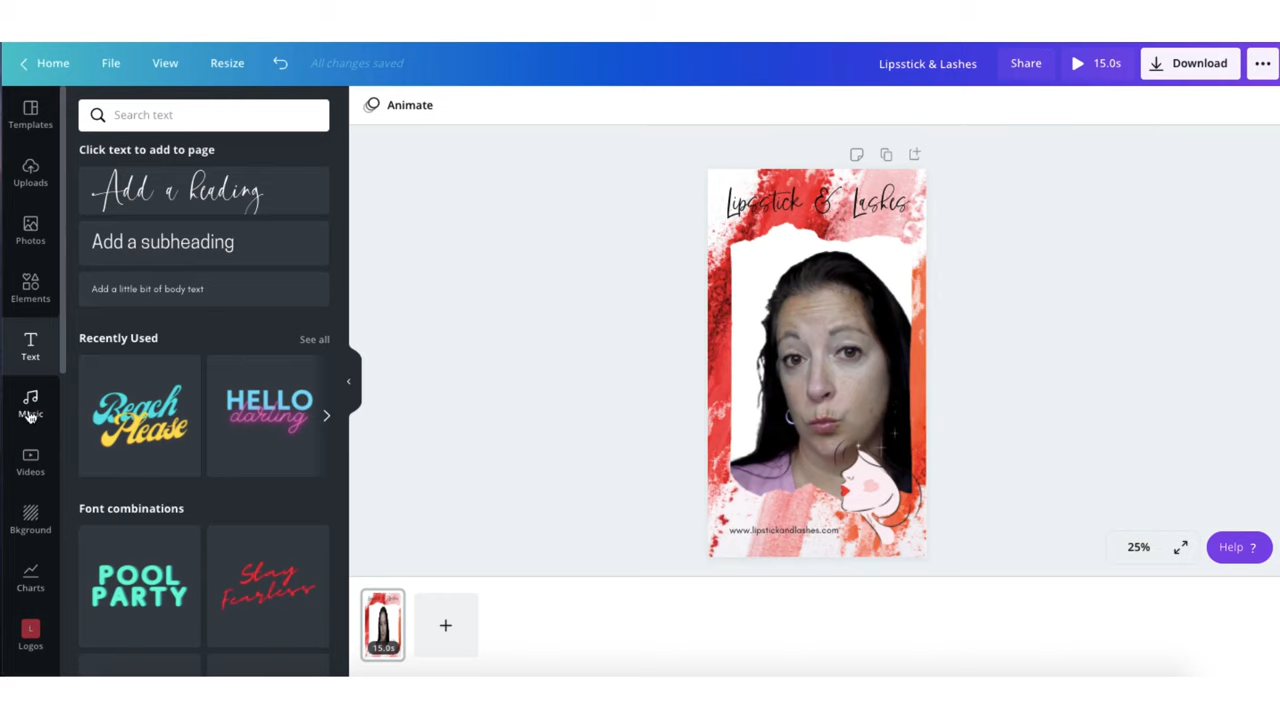 Home File View Resize All changes saved Lipsstick & Lashes Share 15.0s Download
Templates
Uploads
Photos
Elements
Text
Music
Videos
Bkground
Charts
L
Logos
Search text
Click text to add to page
Add a heading
Add a subheading
Add a little bit of body text
Recently Used See all
Beach
Please
HELLO
darling
Font combinations
POOL
PARTY
Slay
Fearless
Animate
Lipsstick & Lashes
www.lipstickandlashes.com
25%
Help ?
15.0s